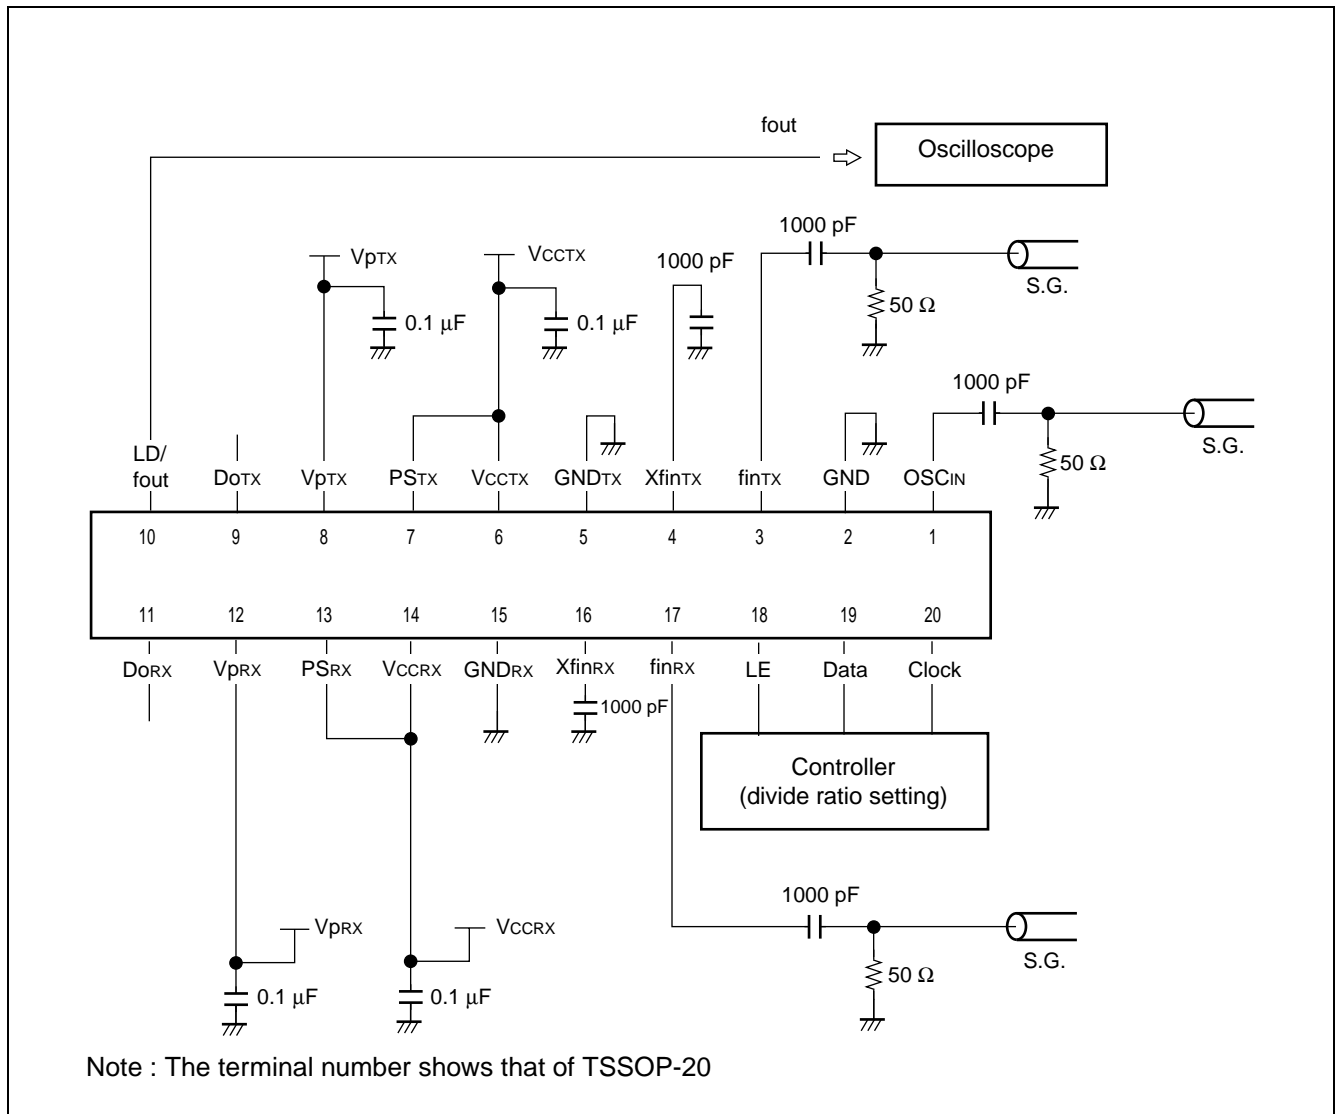 fout
Oscilloscope
1000 pF
S.G.
50 Ω
VpTX
0.1 µF
VCCTX
0.1 µF
1000 pF
1000 pF
S.G.
50 Ω
LD/
fout
DoTX
VpTX
PSTX
VCCTX
GNDTX
XfinTX
finTX
GND
OSCIN
10 9 8 7 6 5 4 3 2 1
11 12 13 14 15 16 17 18 19 20
DoRX
VpRX
PSRX
VCCRX
GNDRX
XfinRX
finRX
LE
Data
Clock
1000 pF
Controller
(divide ratio setting)
VpRX
0.1 µF
VCCRX
0.1 µF
1000 pF
S.G.
50 Ω
Note : The terminal number shows that of TSSOP-20